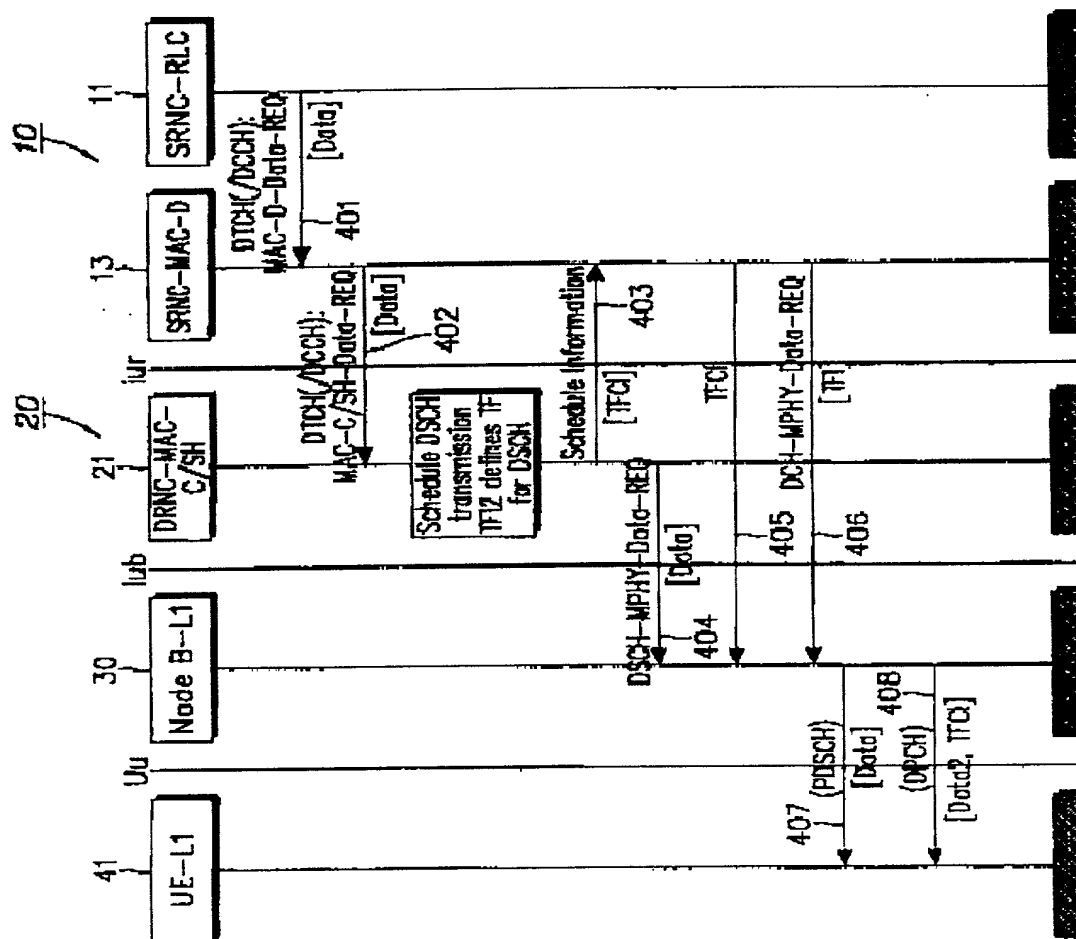 10
20
41
30
21
13
11
UE-L1
Uu
Node B-L1
Iub
DRNC-MAC-
C/SH
iur
SRNC-MAC-D
SRNC-RLC
DTCH(/DCCH):
MAC-D-Data-REQ
[Data]
401
DTCH(/DCCH):
MAC-C/SH-Data-REQ
[Data]
402
Schedule DSCH
transmission
TFI2 defines TF
for DSCH
Schedule Information
[TFCI]
403
DSCH-MPHY-Data-REQ
[Data]
404
TFCI
405
DCH-MPHY-Data-REQ
[TFI]
406
(PDSCH)
[Data]
407
(DPCH)
[Data2, TFCI]
408